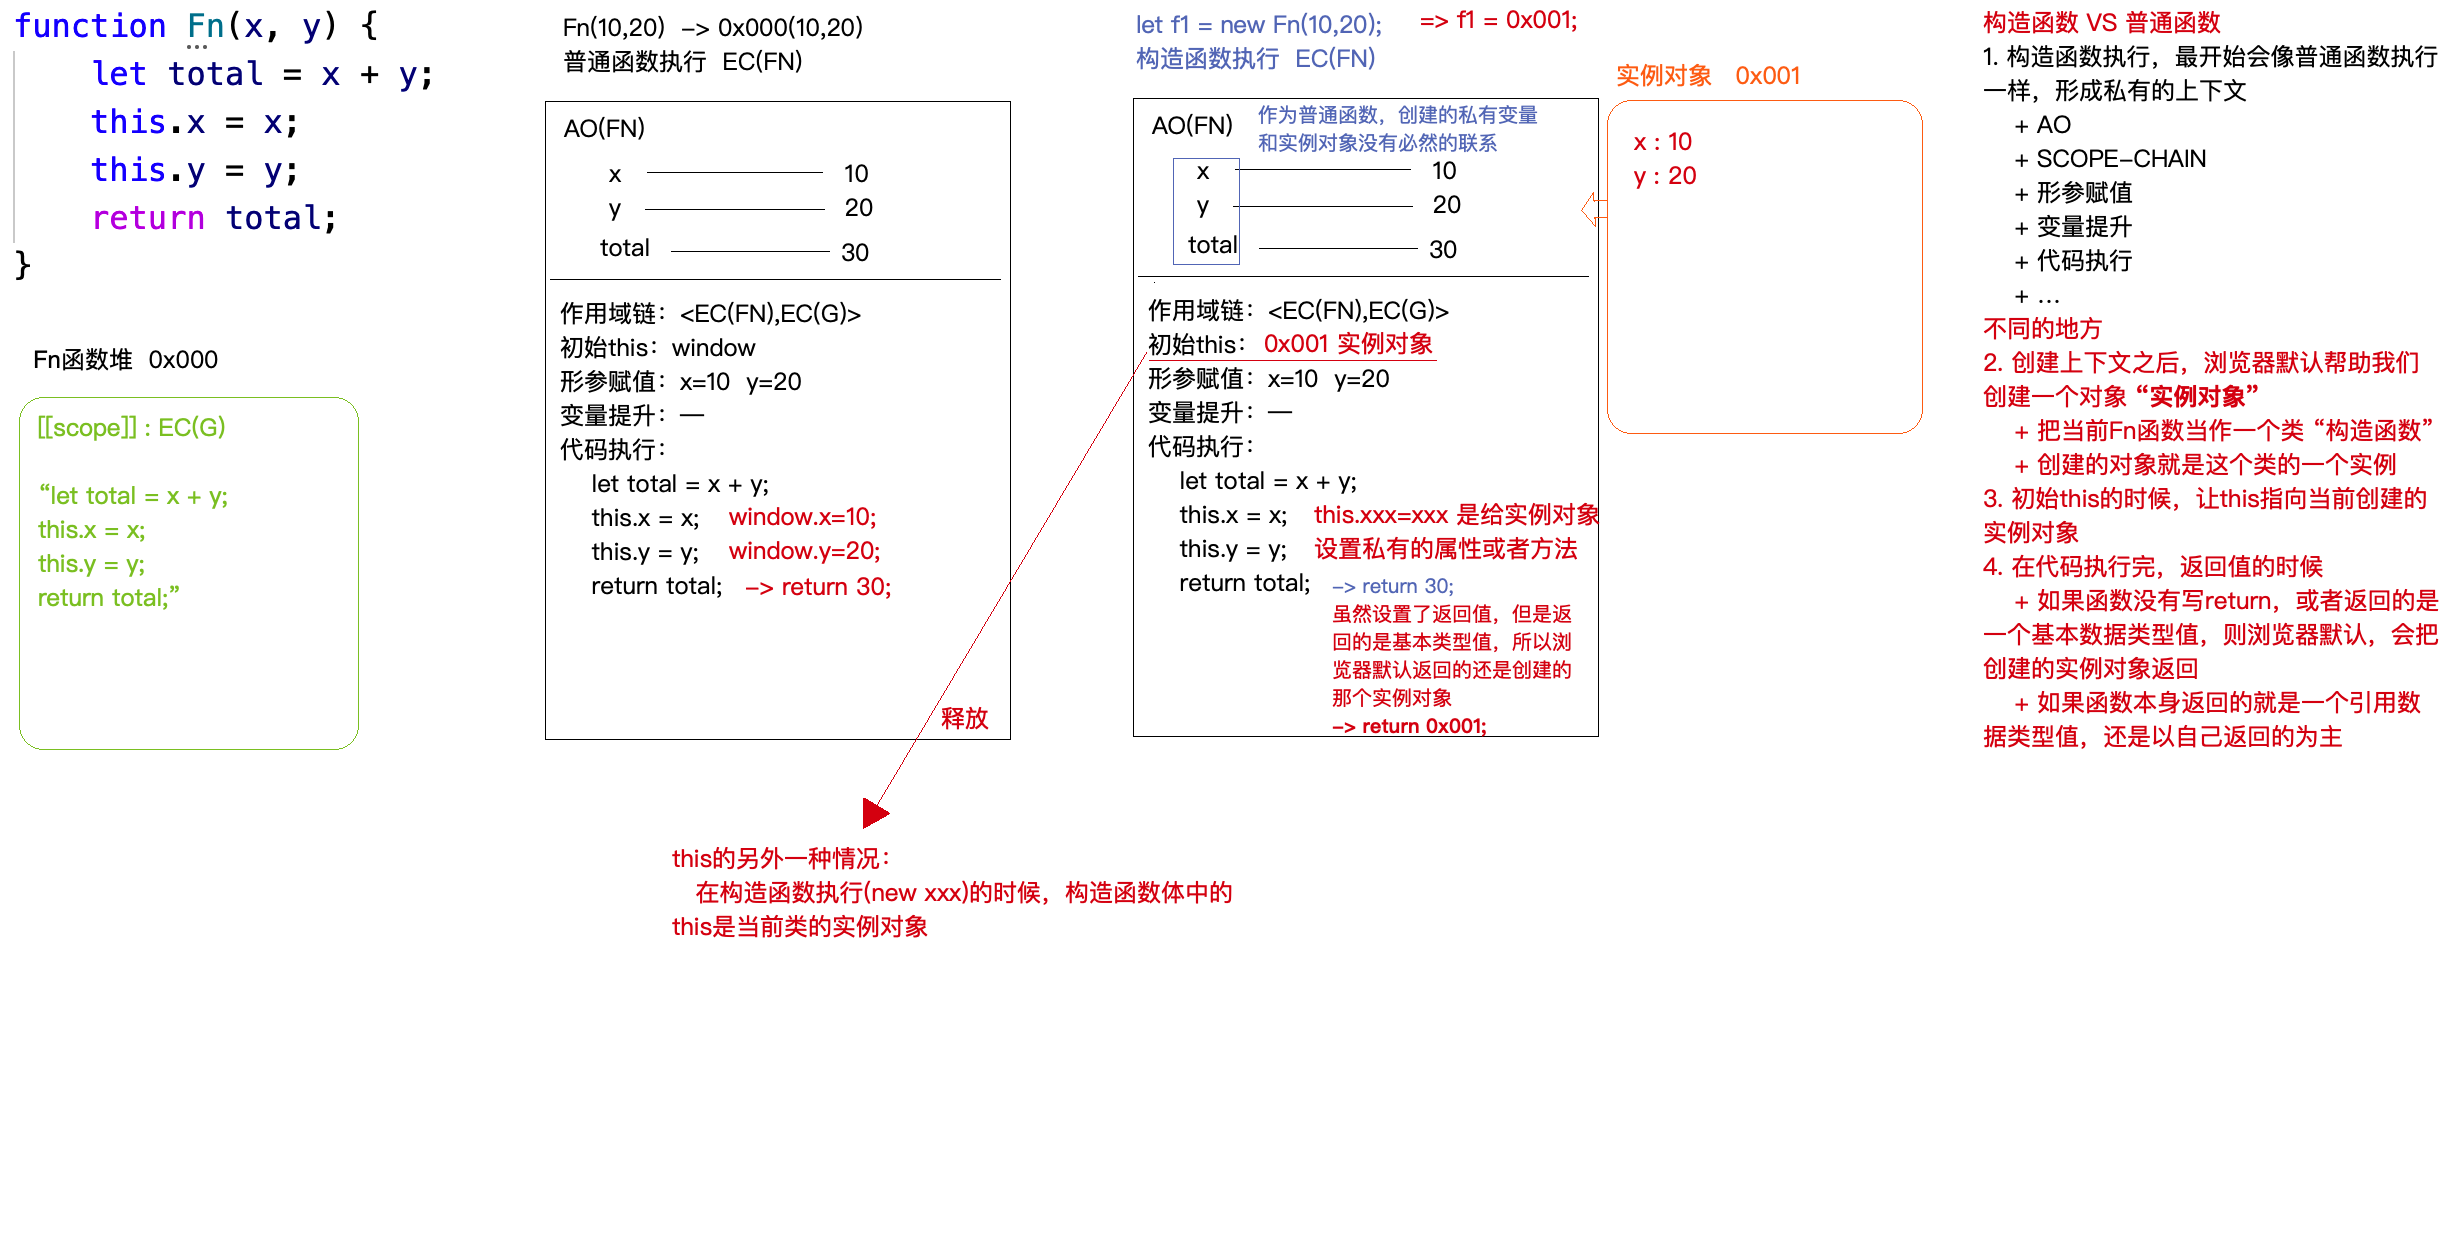 function Fn(x, y) {
let total = x + y;
this.x = x;
this.y = y;
return total;
}
Fn函数堆 0x000
[[scope]] : EC(G)
“let total = x + y;
this.x = x;
this.y = y;
return total;”
Fn(10,20) -> 0x000(10,20)
普通函数执行 EC(FN)
AO(FN)
x 10
y 20
total 30
作用域链：<EC(FN),EC(G)>
初始this：window
形参赋值：x=10 y=20
变量提升：—
代码执行：
let total = x + y;
this.x = x; window.x=10;
this.y = y; window.y=20;
return total; -> return 30;
释放
let f1 = new Fn(10,20); => f1 = 0x001;
构造函数执行 EC(FN)
AO(FN)
作为普通函数，创建的私有变量
和实例对象没有必然的联系
x 10
y 20
total 30
作用域链：<EC(FN),EC(G)>
初始this： 0x001 实例对象
形参赋值：x=10 y=20
变量提升：—
代码执行：
let total = x + y;
this.x = x; this.xxx=xxx 是给实例对象
this.y = y; 设置私有的属性或者方法
return total; -> return 30;
虽然设置了返回值，但是返
回的是基本类型值，所以浏
览器默认返回的还是创建的
那个实例对象
-> return 0x001;
实例对象 0x001
x : 10
y : 20
this的另外一种情况：
在构造函数执行(new xxx)的时候，构造函数体中的
this是当前类的实例对象
构造函数 VS 普通函数
1. 构造函数执行，最开始会像普通函数执行
一样，形成私有的上下文
+ AO
+ SCOPE-CHAIN
+ 形参赋值
+ 变量提升
+ 代码执行
+ ...
不同的地方
2. 创建上下文之后，浏览器默认帮助我们
创建一个对象 “实例对象”
+ 把当前Fn函数当作一个类 “构造函数”
+ 创建的对象就是这个类的一个实例
3. 初始this的时候，让this指向当前创建的
实例对象
4. 在代码执行完，返回值的时候
+ 如果函数没有写return，或者返回的是
一个基本数据类型值，则浏览器默认，会把
创建的实例对象返回
+ 如果函数本身返回的就是一个引用数
据类型值，还是以自己返回的为主